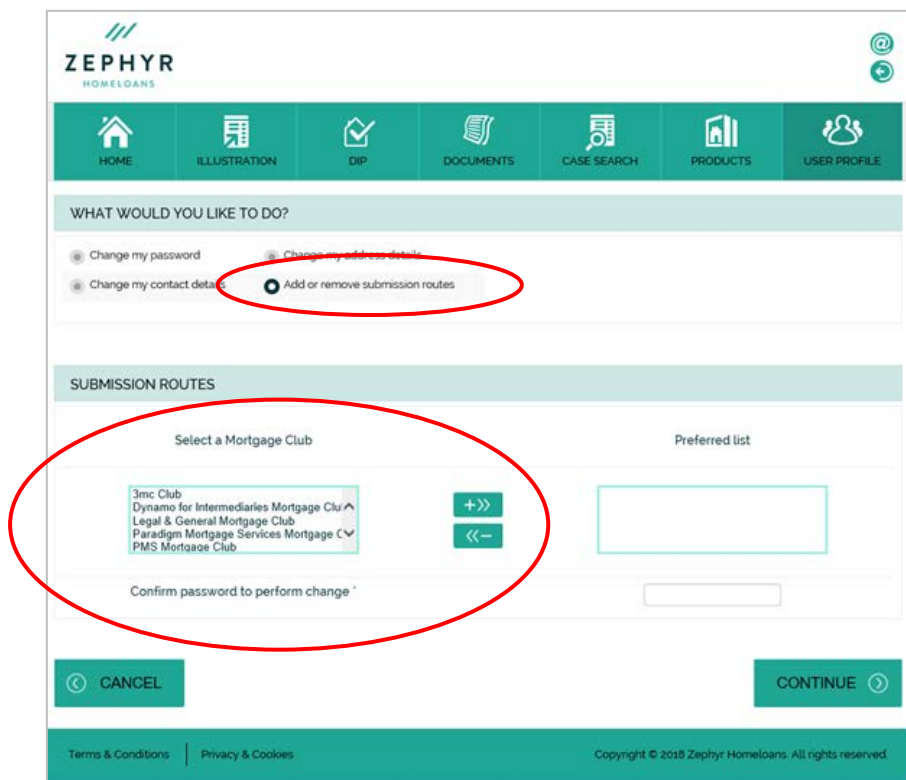 ZEPHYR
HOMELOANS
@
HOME ILLUSTRATION DIP DOCUMENTS CASE SEARCH PRODUCTS USER PROFILE
WHAT WOULD YOU LIKE TO DO?
Change my password Change my address details
Change my contact details Add or remove submission routes
SUBMISSION ROUTES
Select a Mortgage Club Preferred list
3mc Club
Dynamo for Intermediaries Mortgage Clu
Legal & General Mortgage Club
Paradigm Mortgage Services Mortgage C
PMS Mortgage Club
+»
«−
Confirm password to perform change *
CANCEL CONTINUE
Terms & Conditions | Privacy & Cookies Copyright © 2018 Zephyr Homeloans. All rights reserved.